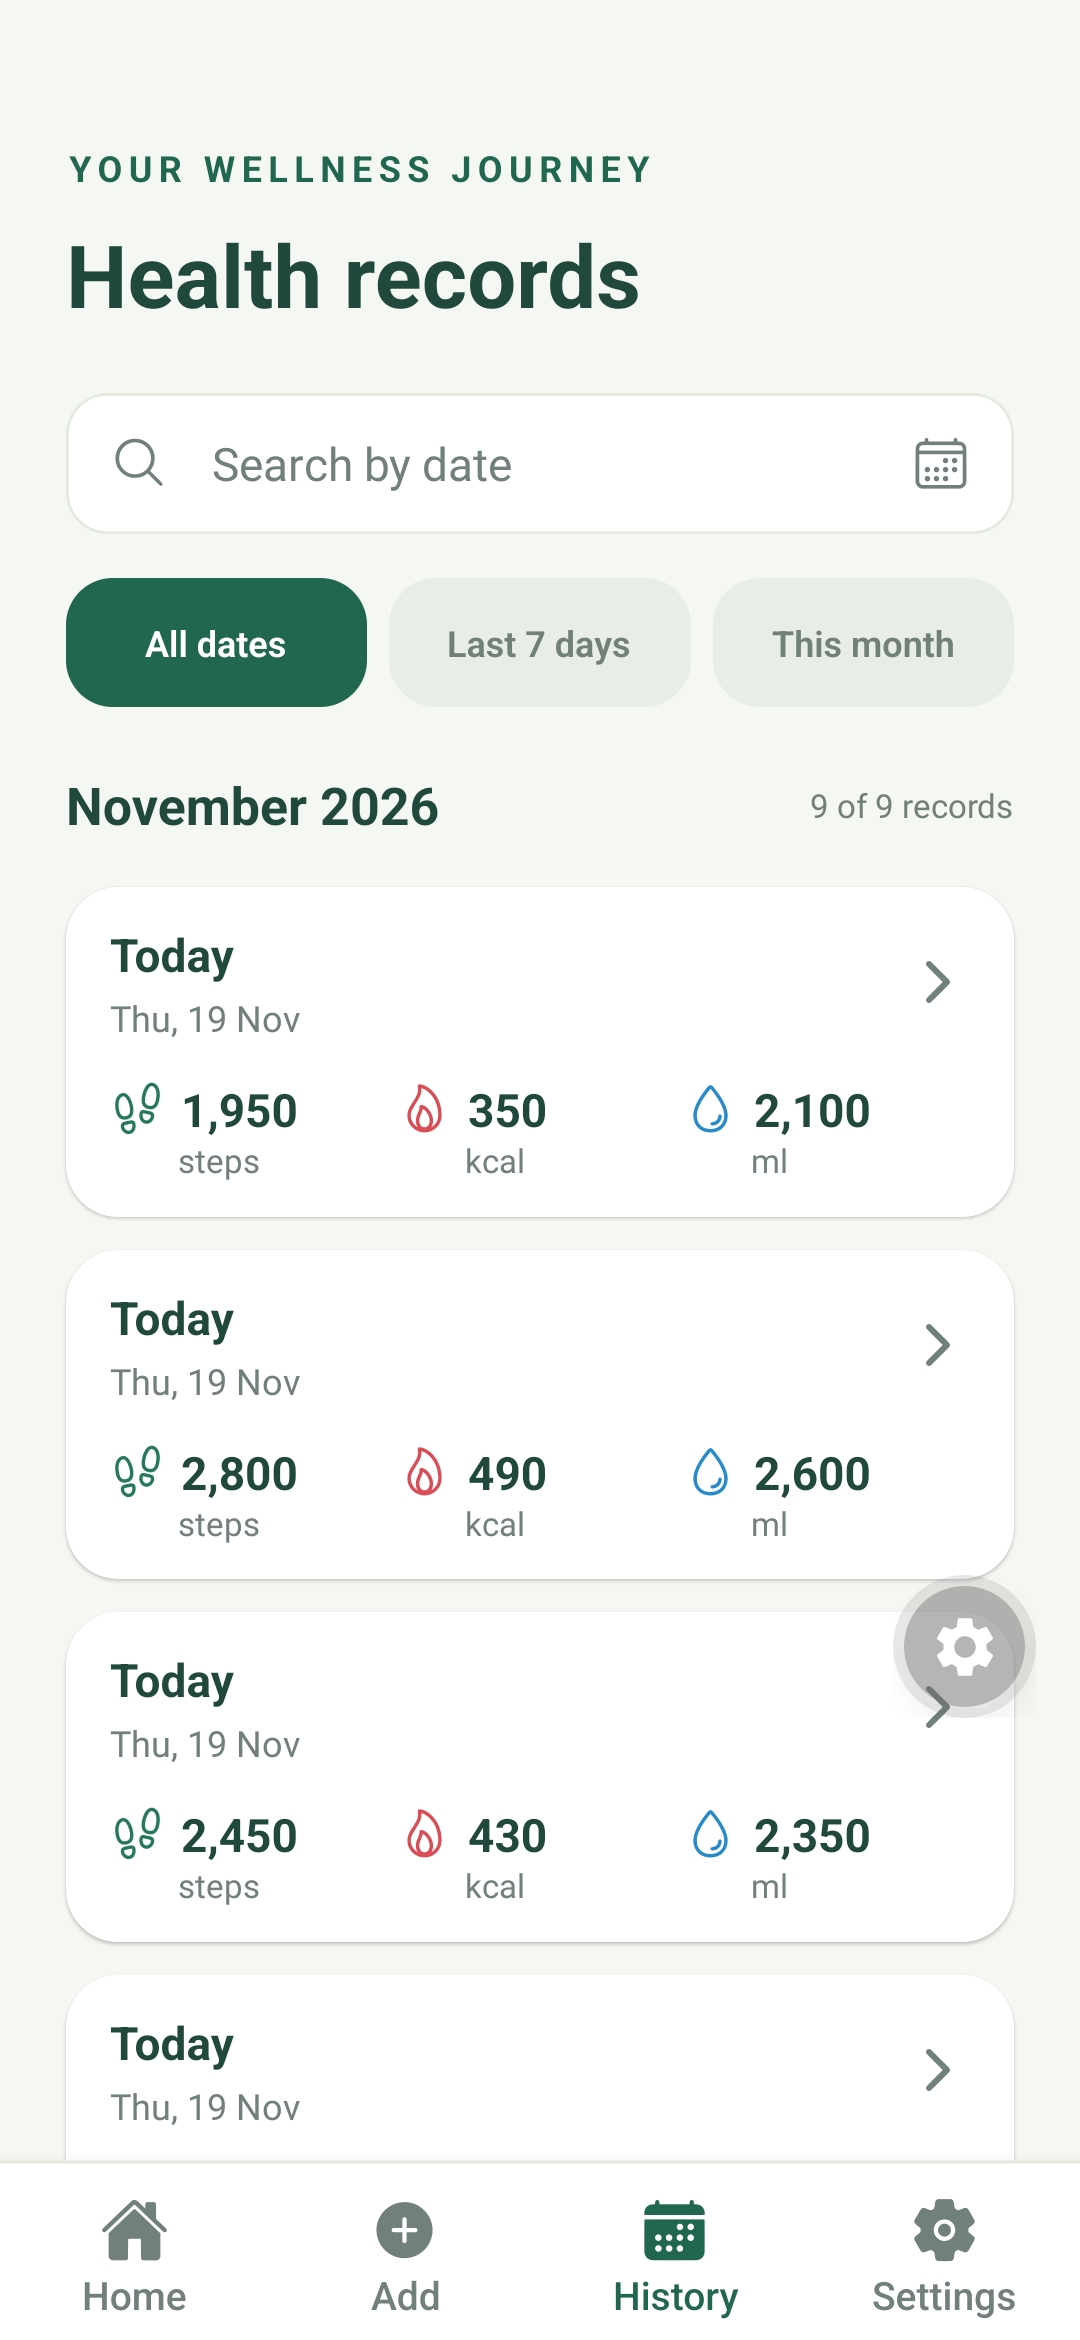 YOUR WELLNESS JOURNEY
Health records
Search by date
All dates
Last 7 days
This month
November 2026
9 of 9 records
Today
Thu, 19 Nov
1,950
350
2,100
steps
kcal
ml
Today
Thu, 19 Nov
2,800
490
2,600
steps
kcal
ml
Today
Thu, 19 Nov
2,450
430
2,350
steps
kcal
ml
Today
Thu, 19 Nov
Home
Add
History
Settings